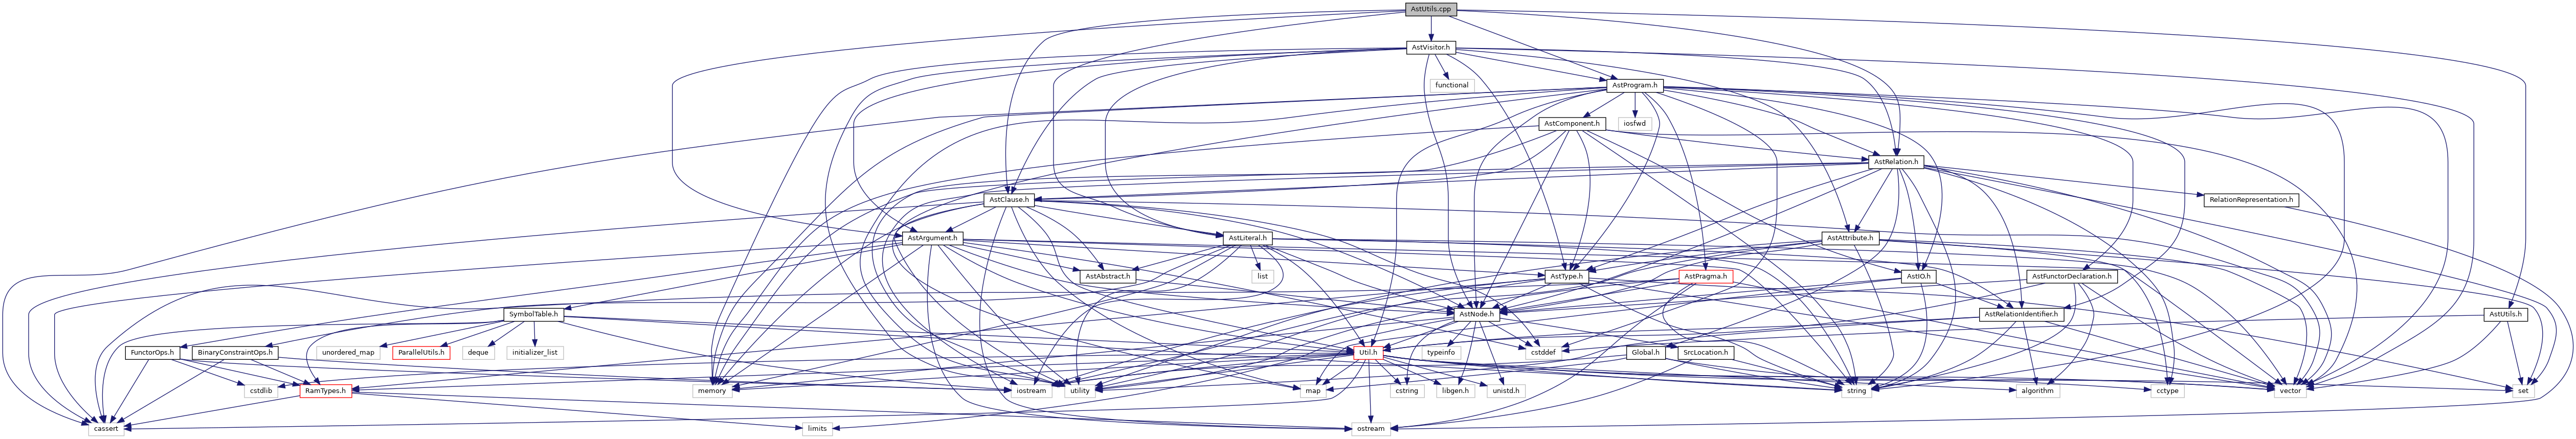 AstUtils.cpp
AstVisitor.h
functional
AstProgram.h
AstComponent.h
iosfwd
AstRelation.h
AstClause.h
RelationRepresentation.h
AstArgument.h
AstLiteral.h
AstAttribute.h
AstAbstract.h
list
AstType.h
AstPragma.h
AstIO.h
AstFunctorDeclaration.h
SymbolTable.h
AstNode.h
AstRelationIdentifier.h
AstUtils.h
FunctorOps.h
BinaryConstraintOps.h
unordered_map
ParallelUtils.h
deque
initializer_list
Util.h
typeinfo
cstddef
Global.h
SrcLocation.h
cstdlib
RamTypes.h
memory
iostream
utility
map
cstring
libgen.h
unistd.h
string
algorithm
cctype
vector
set
cassert
limits
ostream